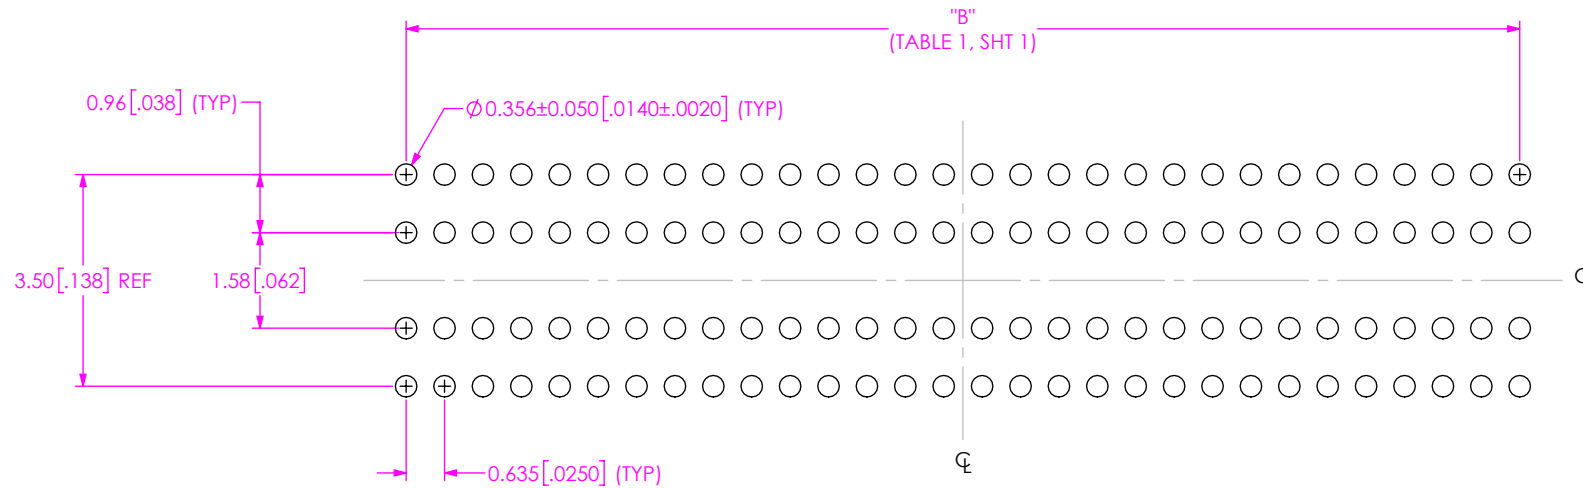 "B"
(TABLE 1, SHT 1)
0.96[.038] (TYP)
Ø0.356±0.050[.0140±.0020] (TYP)
3.50[.138] REF
1.58[.062]
0.635[.0250] (TYP)